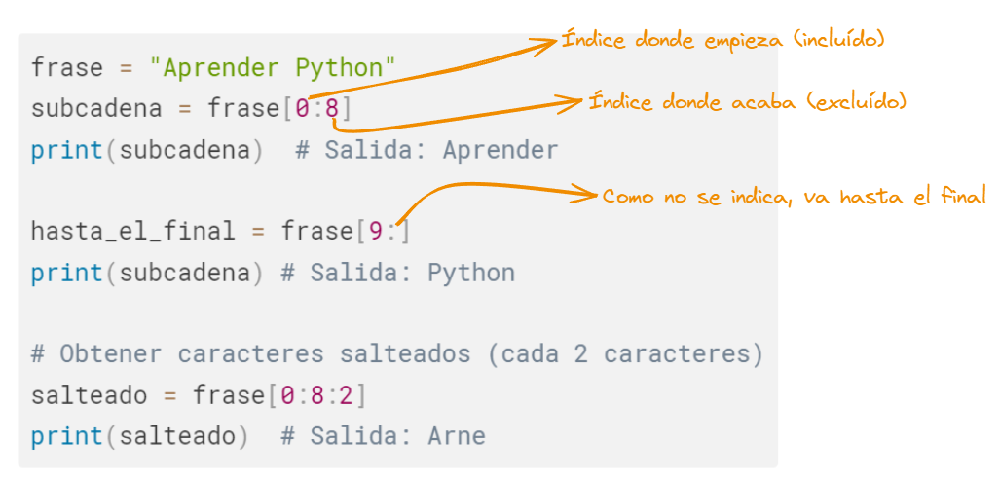 Índice donde empieza (incluído)
frase = "Aprender Python"
subcadena = frase[0:8]
Índice donde acaba (excluído)
print(subcadena)  # Salida: Aprender
Como no se indica, va hasta el final
hasta_el_final = frase[9:]
print(subcadena) # Salida: Python
# Obtener caracteres salteados (cada 2 caracteres)
salteado = frase[0:8:2]
print(salteado)  # Salida: Arne